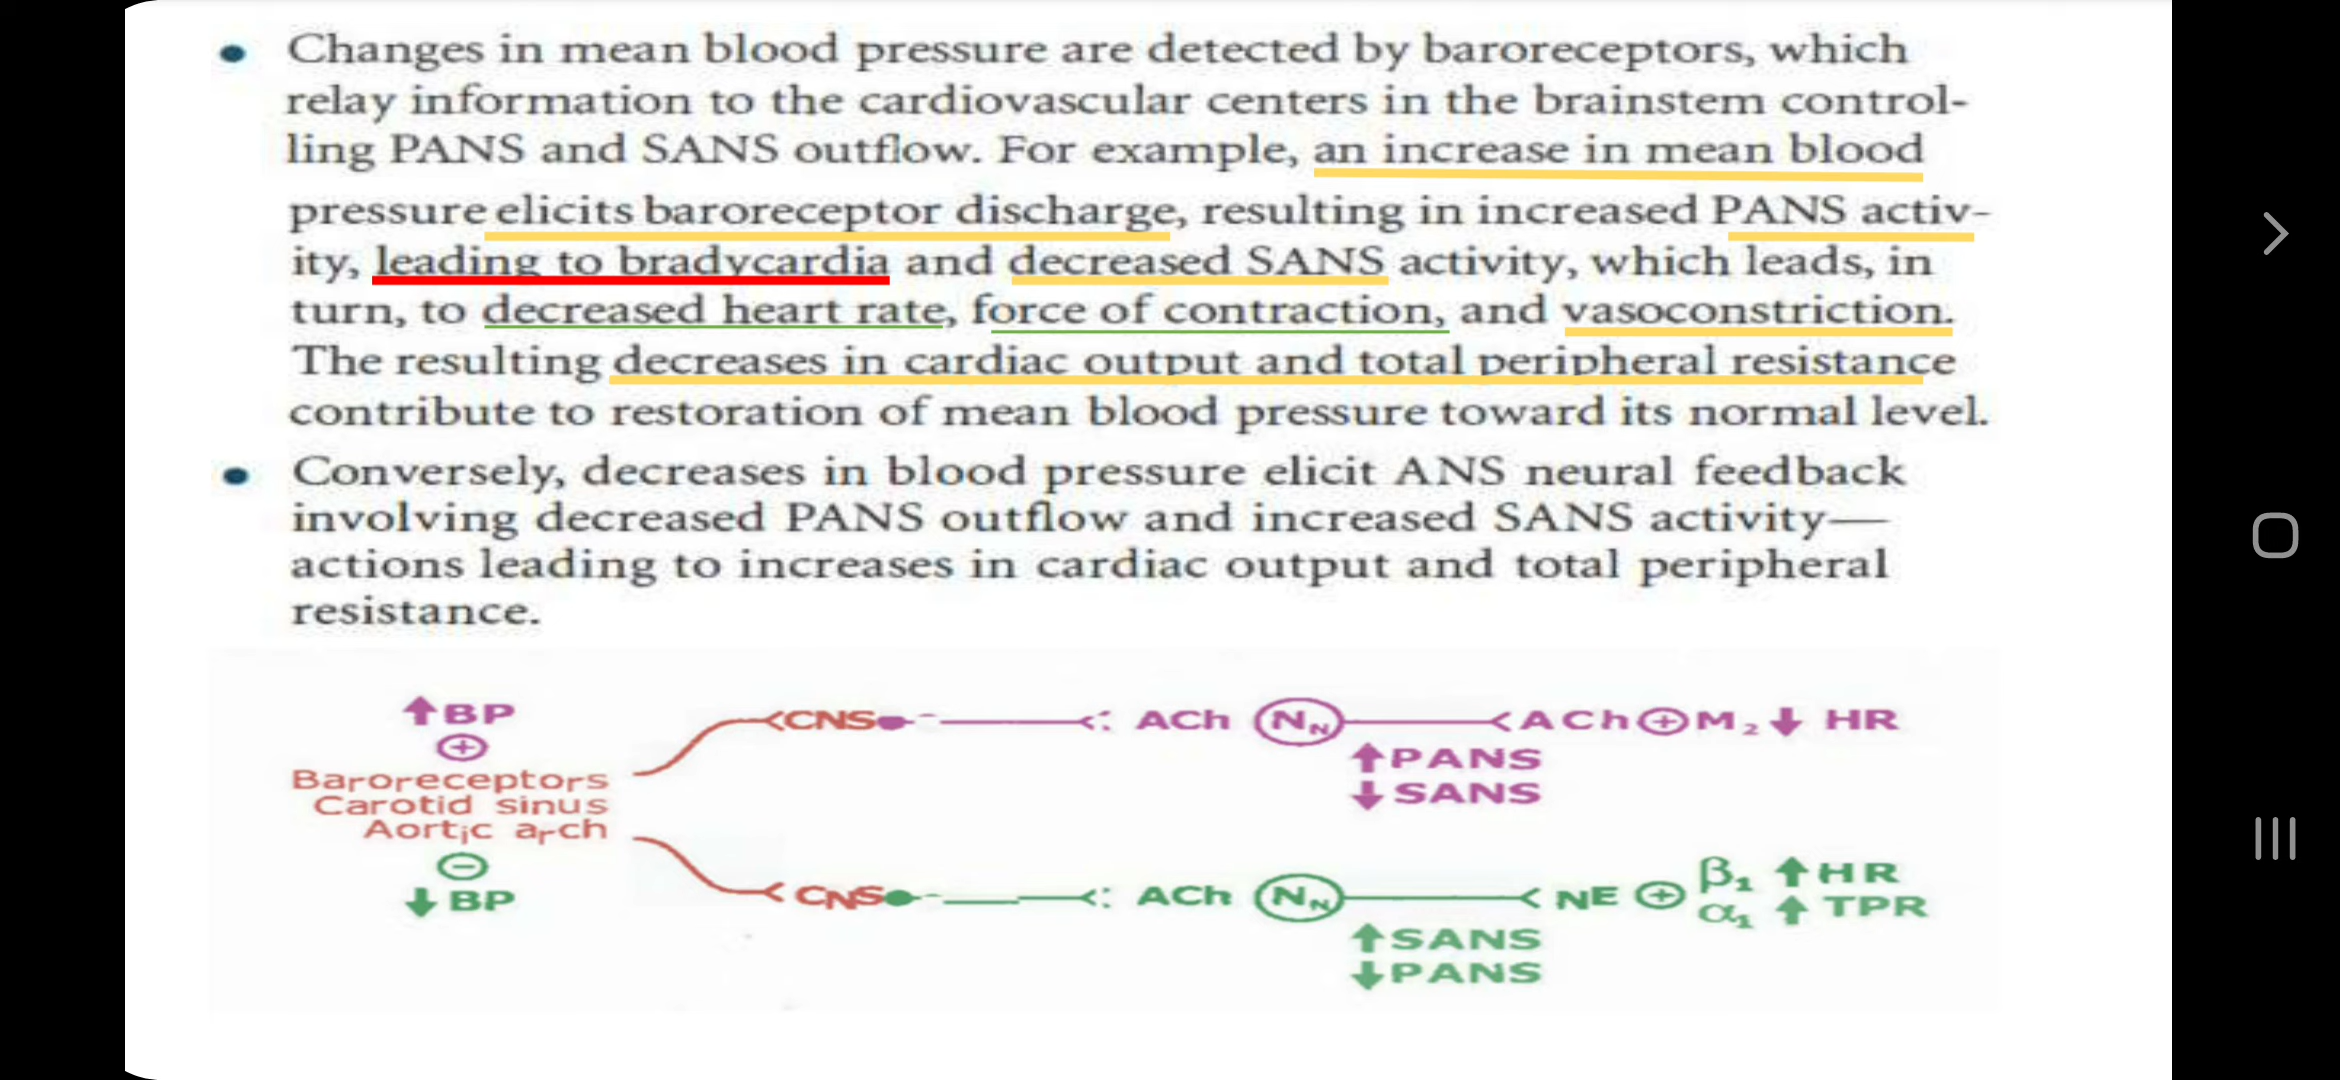 • Changes in mean blood pressure are detected by baroreceptors, which
relay information to the cardiovascular centers in the brainstem control-
ling PANS and SANS outflow. For example, an increase in mean blood
pressure elicits baroreceptor discharge, resulting in increased PANS activ-
ity, leading to bradycardia and decreased SANS activity, which leads, in
turn, to decreased heart rate, force of contraction, and vasoconstriction.
The resulting decreases in cardiac output and total peripheral resistance
contribute to restoration of mean blood pressure toward its normal level.
• Conversely, decreases in blood pressure elicit ANS neural feedback
involving decreased PANS outflow and increased SANS activity—
actions leading to increases in cardiac output and total peripheral
resistance.
↑BP
⊕
Baroreceptors
Carotid sinus
Aortic arch
⊖
↓BP
CNS ACh N_N ACh ⊕ M₂ ↓ HR
↑PANS
↓SANS
CNS ACh N_N NE ⊕ β₁ ↑HR
α₁ ↑TPR
↑SANS
↓PANS